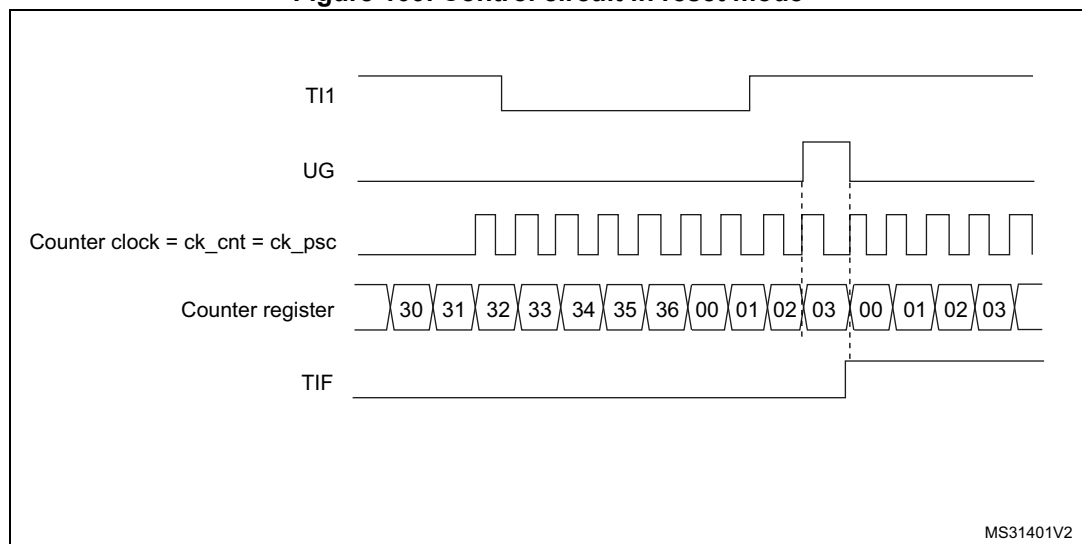 TI1
UG
Counter clock = ck_cnt = ck_psc
Counter register 30 31 32 33 34 35 36 00 01 02 03 00 01 02 03
TIF
MS31401V2